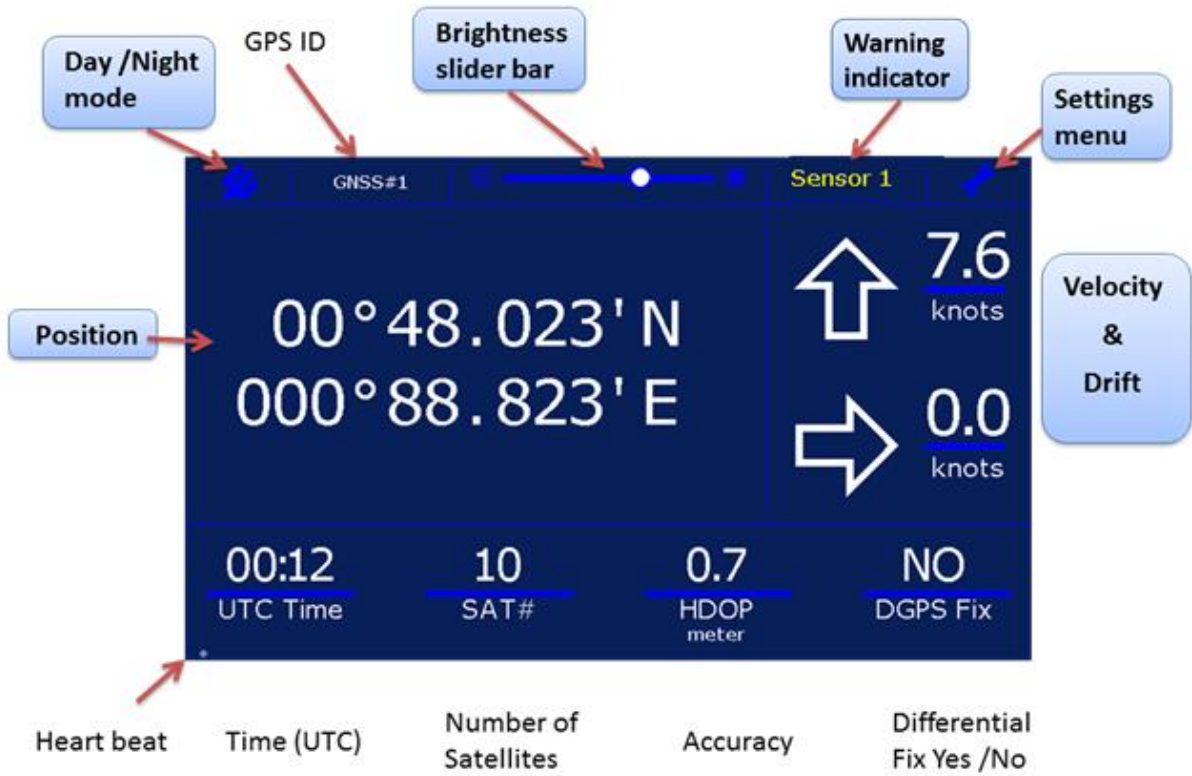 GPS ID
Day /Night
mode
Brightness
slider bar
Warning
indicator
Settings
menu
GNSS#1
Sensor 1
Position
00°48.023'N
000°88.823'E
7.6
knots
0.0
knots
Velocity
&
Drift
00:12
UTC Time
10
SAT#
0.7
HDOP
meter
NO
DGPS Fix
Heart beat
Time (UTC)
Number of
Satellites
Accuracy
Differential
Fix Yes /No